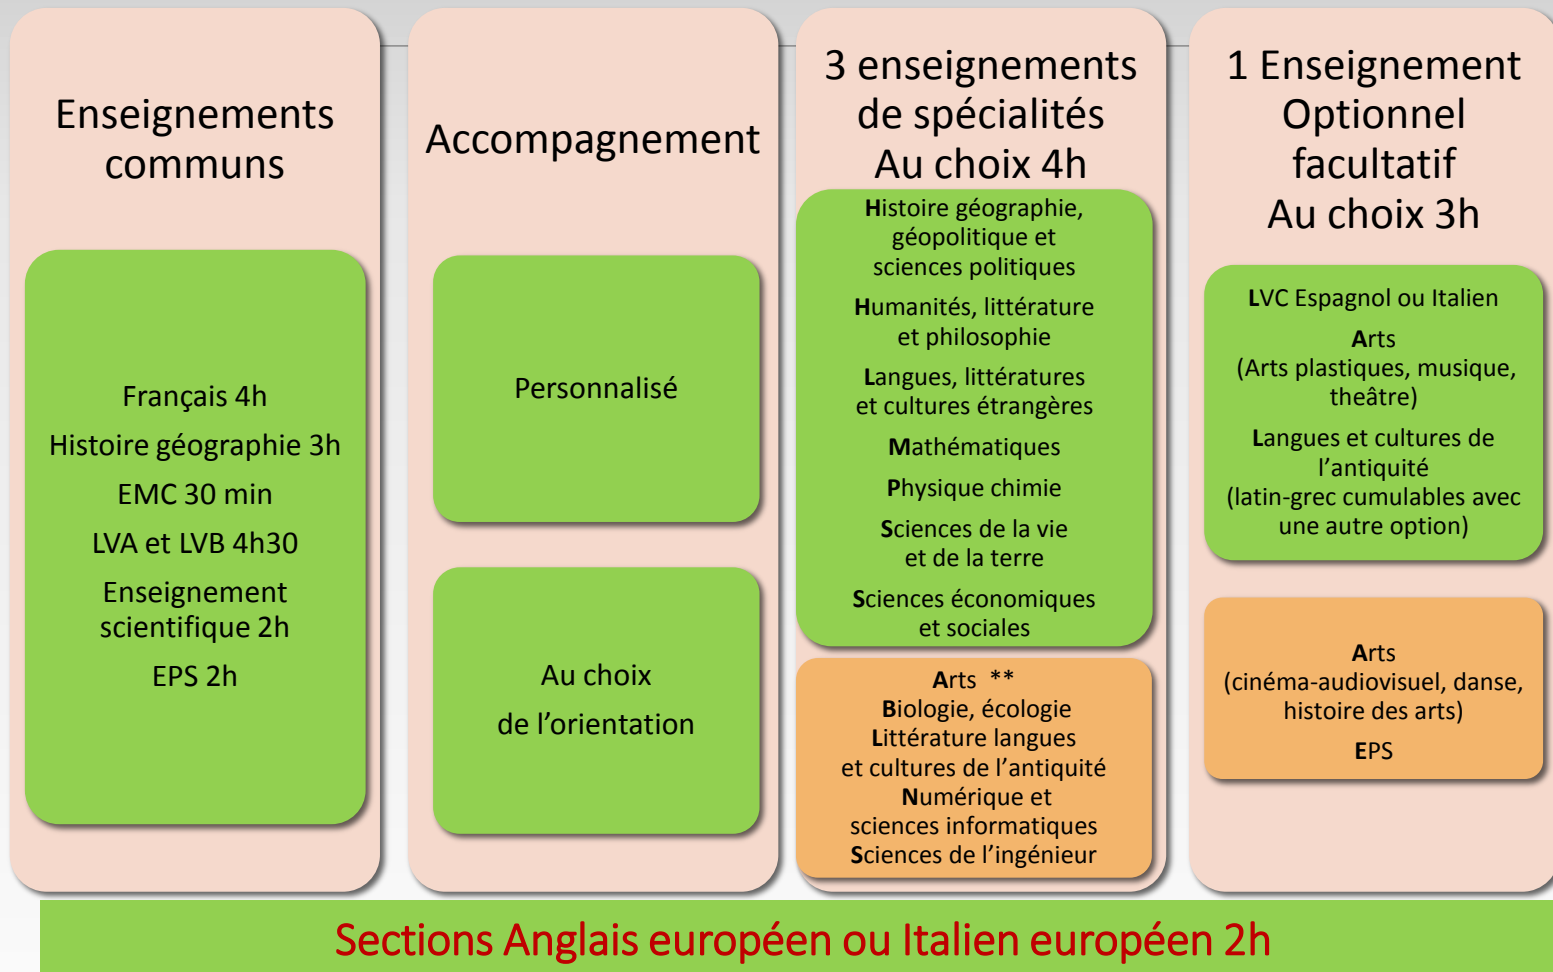 Enseignements
communs
Français 4h
Histoire géographie 3h
EMC 30 min
LVA et LVB 4h30
Enseignement
scientifique 2h
EPS 2h
Accompagnement
Personnalisé
Au choix
de l’orientation
3 enseignements
de spécialités
Au choix 4h
Histoire géographie,
géopolitique et
sciences politiques
Humanités, littérature
et philosophie
Langues, littératures
et cultures étrangères
Mathématiques
Physique chimie
Sciences de la vie
et de la terre
Sciences économiques
et sociales
Arts **
Biologie, écologie
Littérature langues
et cultures de l’antiquité
Numérique et
sciences informatiques
Sciences de l’ingénieur
1 Enseignement
Optionnel
facultatif
Au choix 3h
LVC Espagnol ou Italien
Arts
(Arts plastiques, musique,
theâtre)
Langues et cultures de
l’antiquité
(latin-grec cumulables avec
une autre option)
Arts
(cinéma-audiovisuel, danse,
histoire des arts)
EPS
Sections Anglais européen ou Italien européen 2h